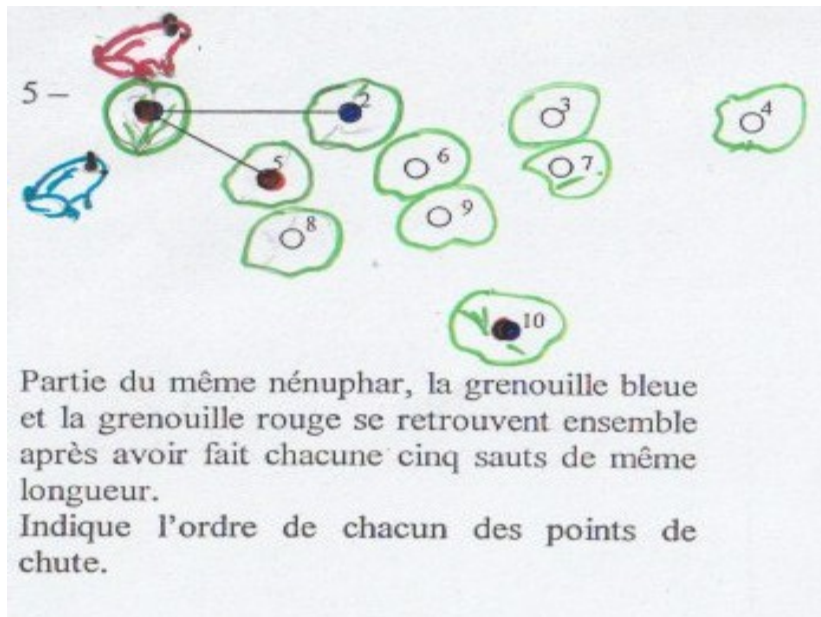 5 –
2
3
4
5
6
7
8
9
10
Partie du même nénuphar, la grenouille bleue
et la grenouille rouge se retrouvent ensemble
après avoir fait chacune cinq sauts de même
longueur.
Indique l'ordre de chacun des points de
chute.